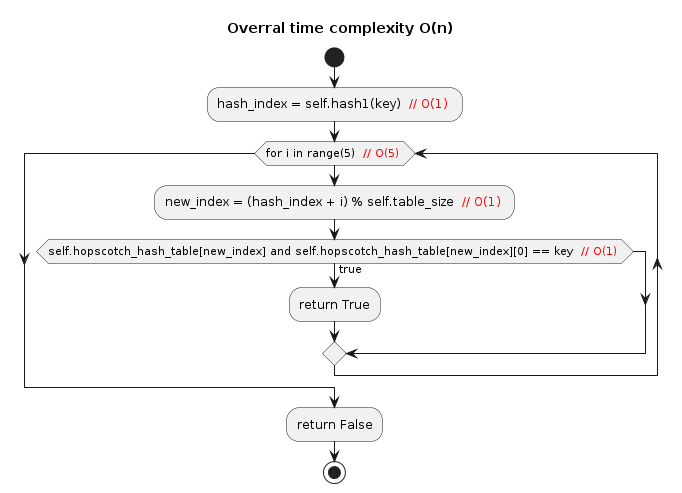 Overral time complexity O(n)
hash_index = self.hash1(key) // O(1)
for i in range(5) // O(5)
new_index = (hash_index + i) % self.table_size // O(1)
self.hopscotch_hash_table[new_index] and self.hopscotch_hash_table[new_index][0] == key // O(1)
true
return True
return False